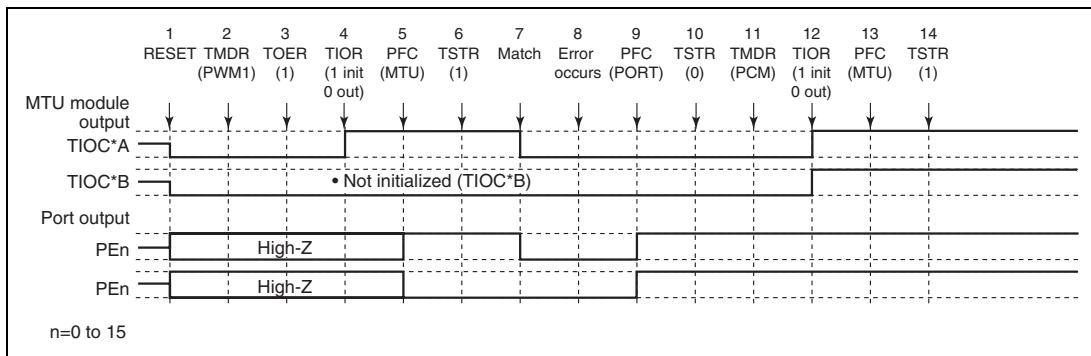 1 2 3 4 5 6 7 8 9 10 11 12 13 14
RESET TMDR TOER TIOR PFC TSTR Match Error PFC TSTR TMDR TIOR PFC TSTR
(PWM1) (1) (1 init (MTU) (1) occurs (PORT) (0) (PCM) (1 init (MTU) (1)
0 out) 0 out)
MTU module
output
TIOC*A
TIOC*B
• Not initialized (TIOC*B)
Port output
PEn
High-Z
PEn
High-Z
n=0 to 15